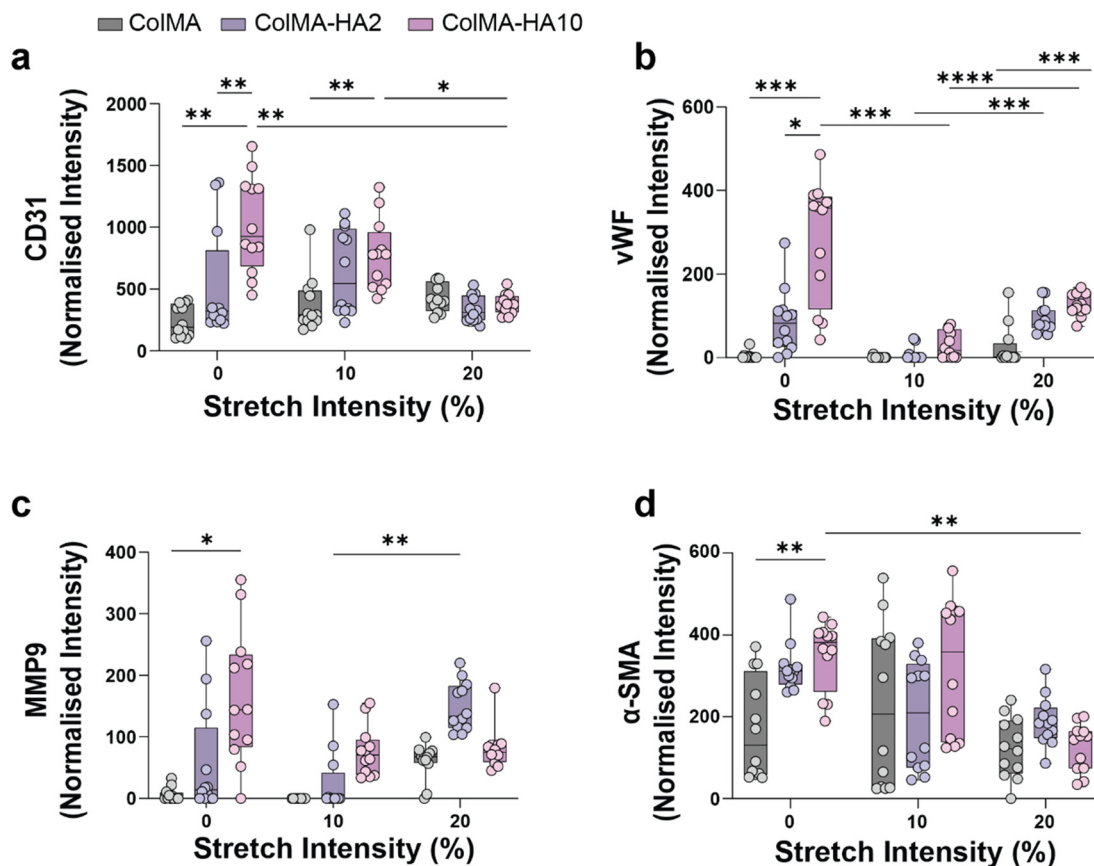 ColMA ColMA-HA2 ColMA-HA10
a
CD31
(Normalised Intensity)
2000
1500
1000
500
0
** ** ** ** *
0 10 20
Stretch Intensity (%)
b
vWF
(Normalised Intensity)
600
400
200
0
*** * *** *** **** ***
0 10 20
Stretch Intensity (%)
c
MMP9
(Normalised Intensity)
400
300
200
100
0
* **
0 10 20
Stretch Intensity (%)
d
α-SMA
(Normalised Intensity)
600
400
200
0
** **
0 10 20
Stretch Intensity (%)